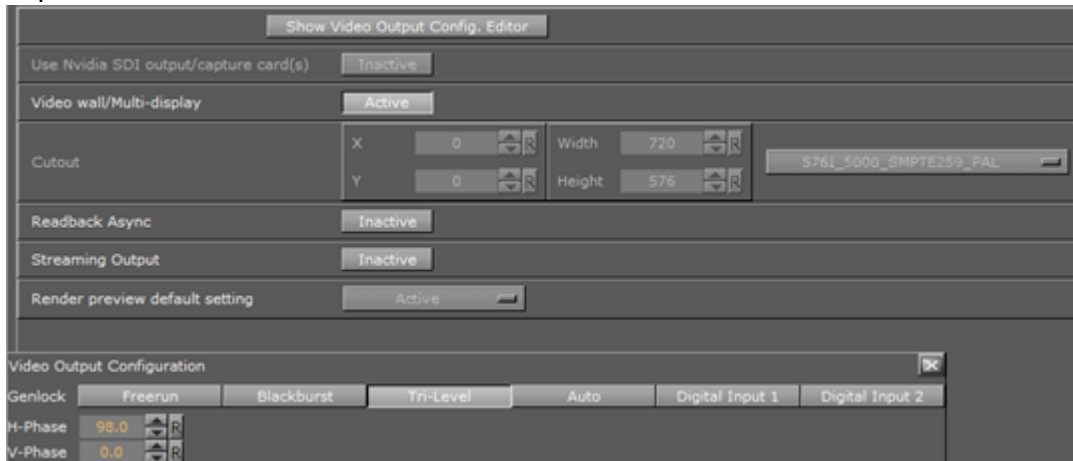 Show Video Output Config. Editor
Use Nvidia SDI output/capture card(s) Inactive
Video wall/Multi-display Active
Cutout X 0 R Width 720 R 576I_5000_SMPTE259_PAL
Y 0 R Height 576 R
Readback Async Inactive
Streaming Output Inactive
Render preview default setting Active
Video Output Configuration
Genlock Freerun Blackburst Tri-Level Auto Digital Input 1 Digital Input 2
H-Phase 98.0 R
V-Phase 0.0 R